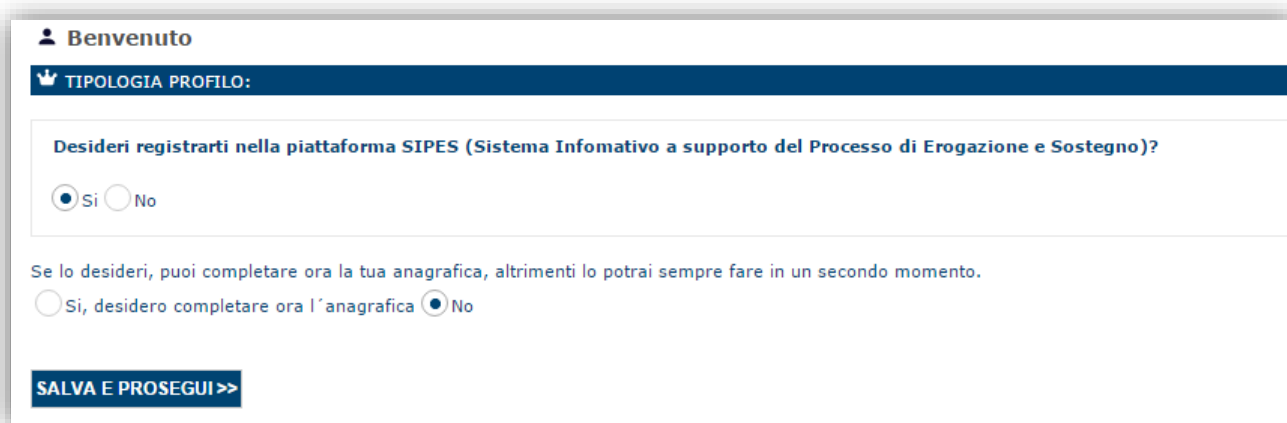 Benvenuto
TIPOLOGIA PROFILO:
Desideri registrarti nella piattaforma SIPES (Sistema Infomativo a supporto del Processo di Erogazione e Sostegno)?
Si No
Se lo desideri, puoi completare ora la tua anagrafica, altrimenti lo potrai sempre fare in un secondo momento.
Si, desidero completare ora l´anagrafica No
SALVA E PROSEGUI >>